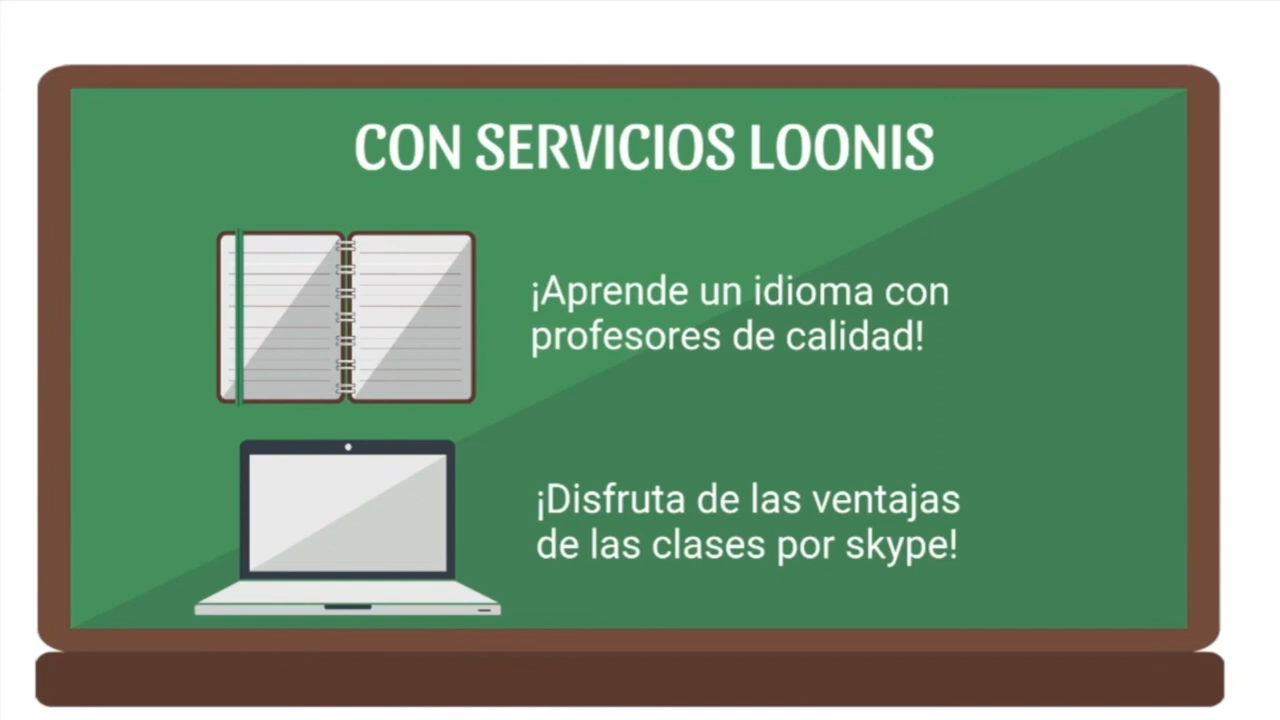 CON SERVICIOS LOONIS
¡Aprende un idioma con
profesores de calidad!
¡Disfruta de las ventajas
de las clases por skype!